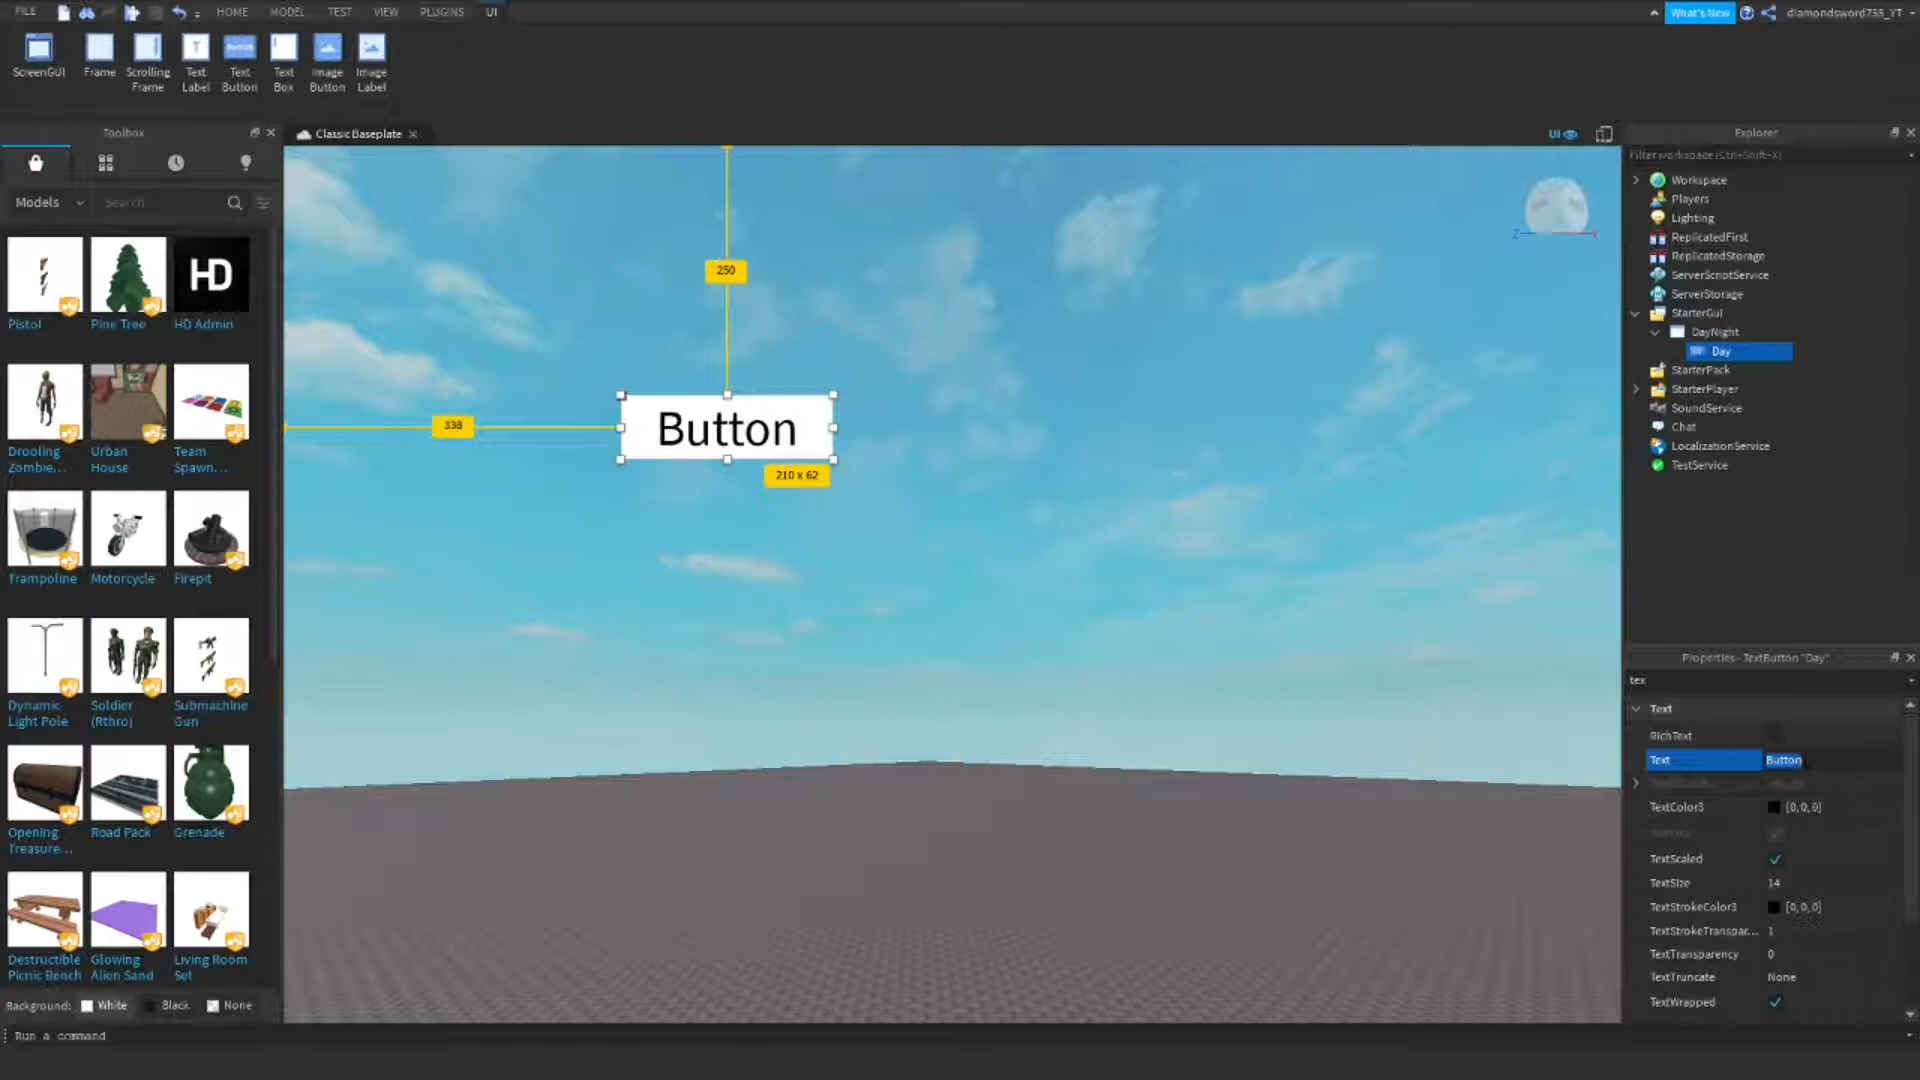 FILE
HOME
MODEL
TEST
VIEW
PLUGINS
UI
What's New
diamondsword755_YT
ScreenGUI
Frame
Scrolling
Frame
Text
Label
Text
Button
Text
Box
Image
Button
Image
Label
Toolbox
Classic Baseplate
UI
Explorer
Filter workspace (Ctrl+Shift+X)
Models
Search
Pistol
Pine Tree
HD
HD Admin
Drooling
Zombie...
Urban
House
Team
Spawn...
Trampoline
Motorcycle
Firepit
Dynamic
Light Pole
Soldier
(Rthro)
Submachine
Gun
Opening
Treasure...
Road Pack
Grenade
Destructible
Picnic Bench
Glowing
Alien Sand
Living Room
Set
Background:
White
Black
None
Run a command
250
338
Button
210 x 62
Z
X
Workspace
Players
Lighting
ReplicatedFirst
ReplicatedStorage
ServerScriptService
ServerStorage
StarterGui
DayNight
Day
StarterPack
StarterPlayer
SoundService
Chat
LocalizationService
TestService
Properties - TextButton "Day"
tex
Text
RichText
Text Button
TextColor3 [0,0,0]
TextScaled
TextSize 14
TextStrokeColor3 [0,0,0]
TextStrokeTranspar... 1
TextTransparency 0
TextTruncate None
TextWrapped